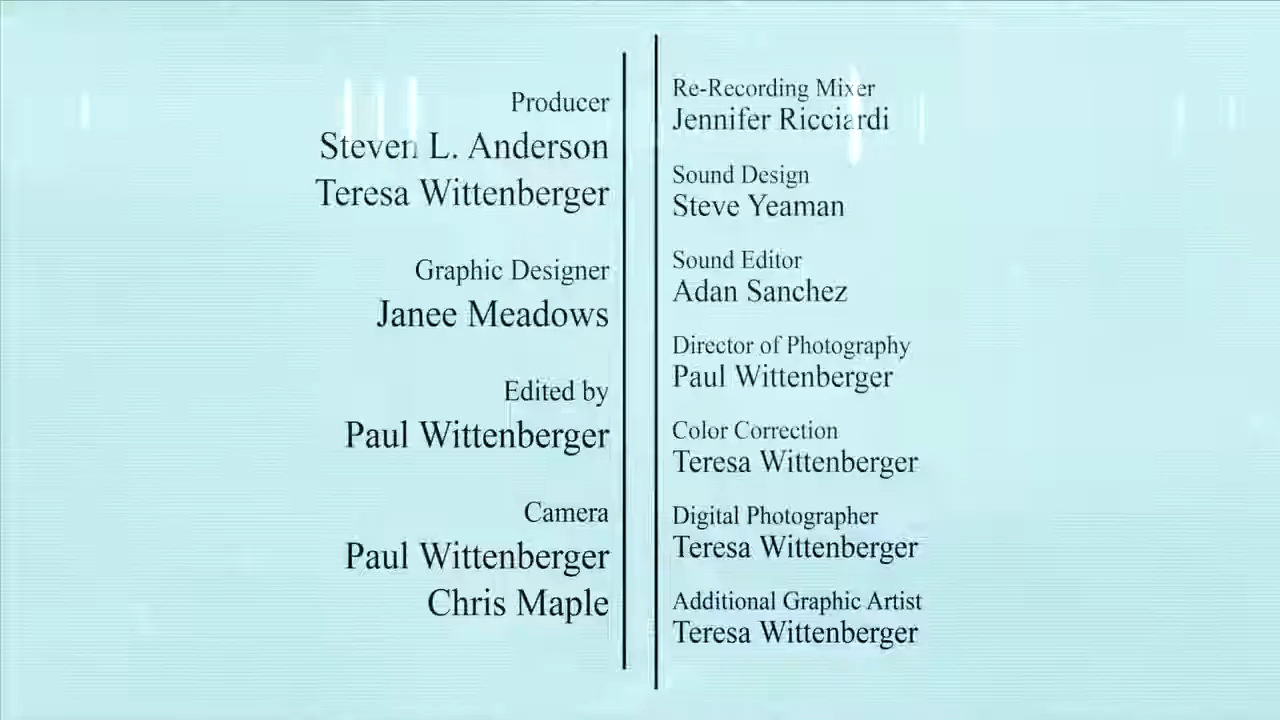 Producer
Steven L. Anderson
Teresa Wittenberger
Graphic Designer
Janee Meadows
Edited by
Paul Wittenberger
Camera
Paul Wittenberger
Chris Maple
Re-Recording Mixer
Jennifer Ricciardi
Sound Design
Steve Yeaman
Sound Editor
Adan Sanchez
Director of Photography
Paul Wittenberger
Color Correction
Teresa Wittenberger
Digital Photographer
Teresa Wittenberger
Additional Graphic Artist
Teresa Wittenberger